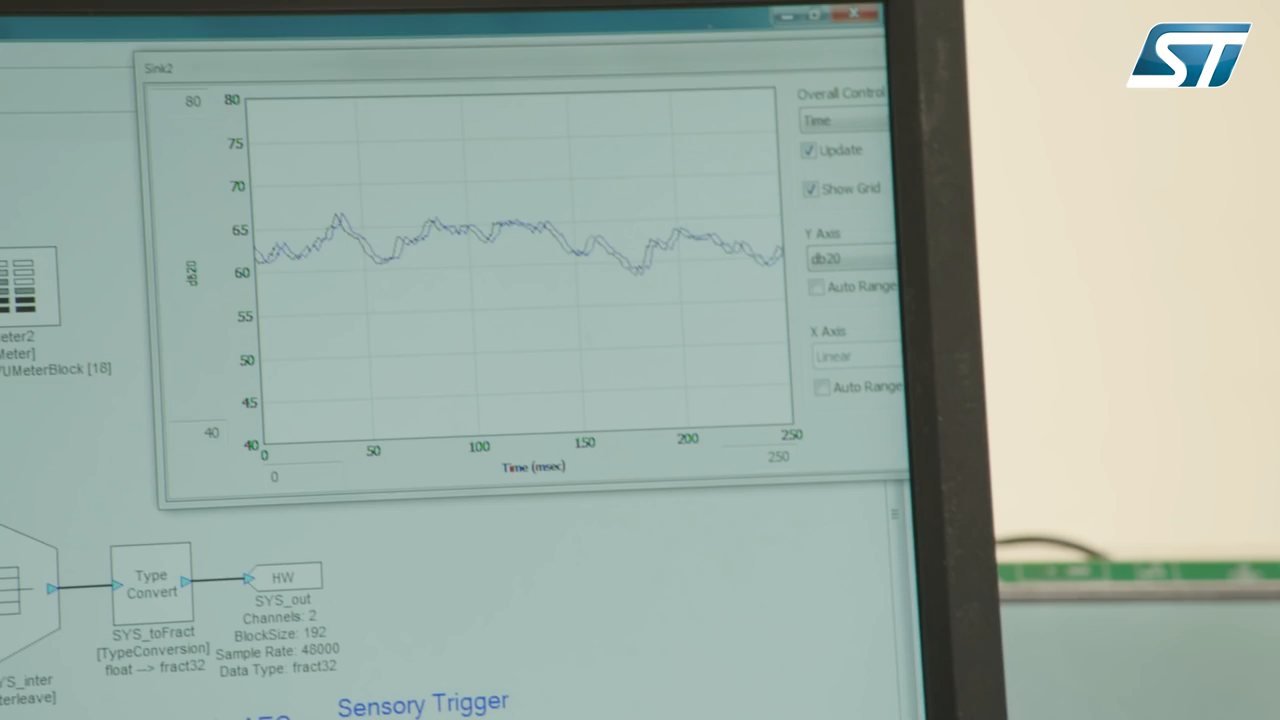 ST
Sink2
80
80
75
70
65
60
55
50
45
40
40
db20
0
50
100
150
200
250
0
250
Time (msec)
Overall Control
Time
Update
Show Grid
Y Axis
db20
Auto Range
X Axis
Linear
Auto Range
eter2
Meter]
VUMeterBlock [18]
Type
Convert
SYS_toFract
[TypeConversion]
float --> fract32
HW
SYS_out
Channels: 2
BlockSize: 192
Sample Rate: 48000
Data Type: fract32
YS_inter
terleave]
Sensory Trigger